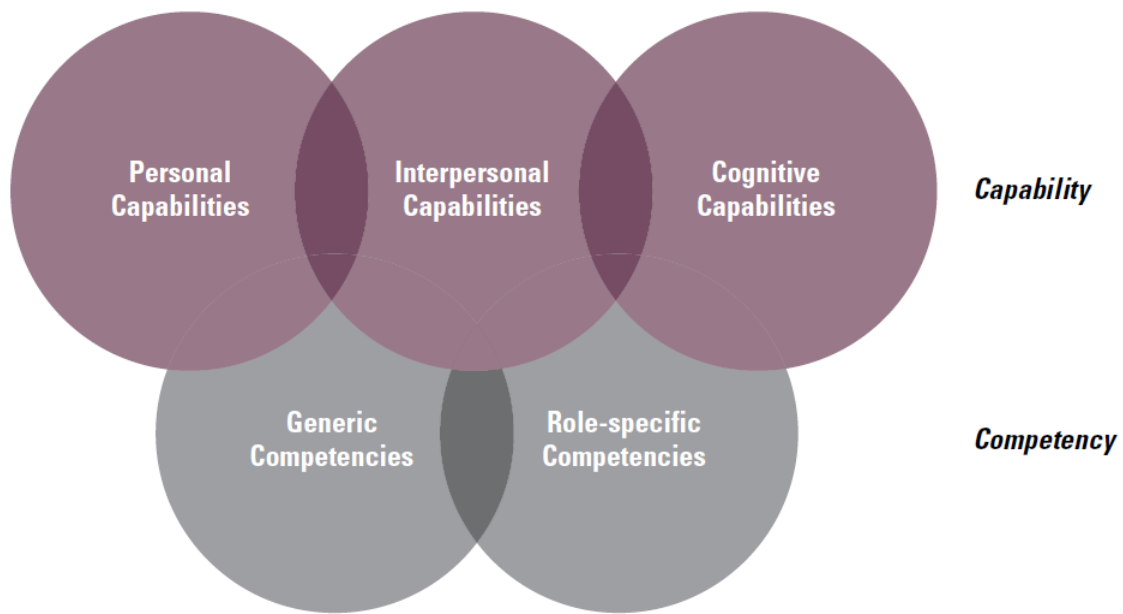 Personal
Capabilities
Interpersonal
Capabilities
Cognitive
Capabilities
Capability
Generic
Competencies
Role-specific
Competencies
Competency